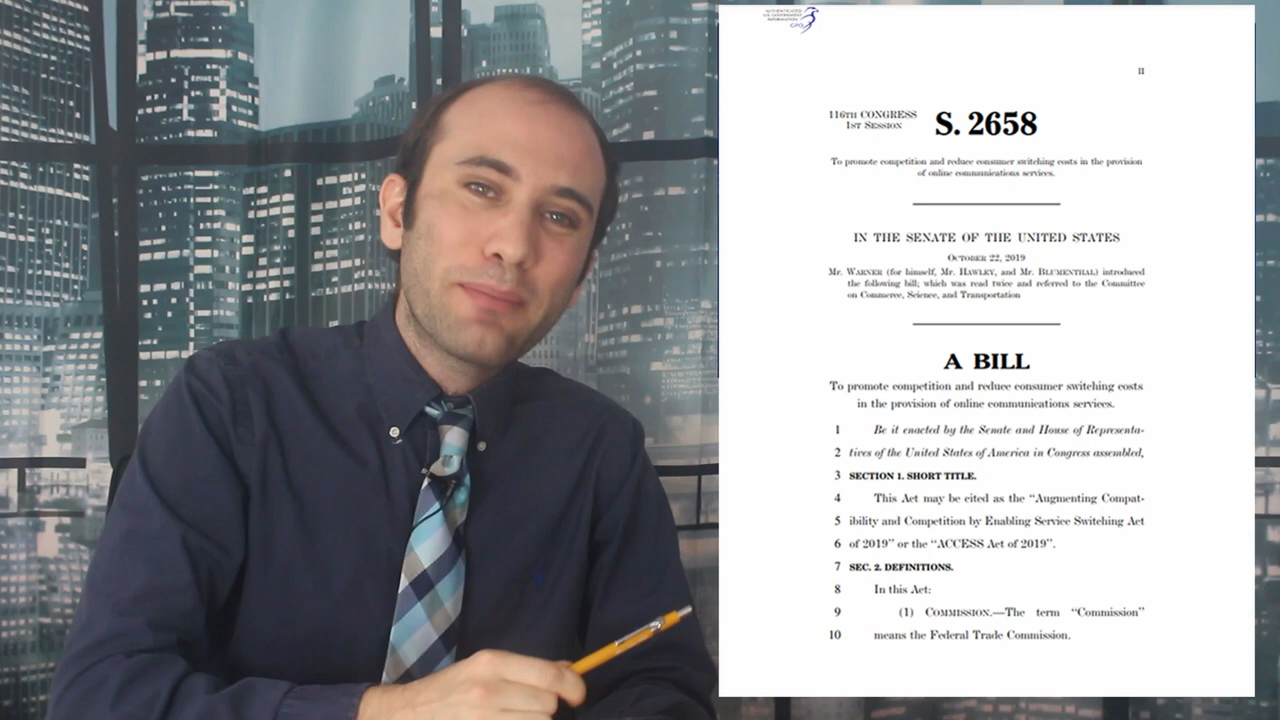 AUTHENTICATED
U.S. GOVERNMENT
INFORMATION
GPO
II
116TH CONGRESS
1ST SESSION
S. 2658
To promote competition and reduce consumer switching costs in the provision
of online communications services.
IN THE SENATE OF THE UNITED STATES
OCTOBER 22, 2019
Mr. WARNER (for himself, Mr. HAWLEY, and Mr. BLUMENTHAL) introduced
the following bill; which was read twice and referred to the Committee
on Commerce, Science, and Transportation
A BILL
To promote competition and reduce consumer switching costs
in the provision of online communications services.
1 Be it enacted by the Senate and House of Representa-
2 tives of the United States of America in Congress assembled,
3 SECTION 1. SHORT TITLE.
4 This Act may be cited as the “Augmenting Compat-
5 ibility and Competition by Enabling Service Switching Act
6 of 2019” or the “ACCESS Act of 2019”.
7 SEC. 2. DEFINITIONS.
8 In this Act:
9 (1) COMMISSION.—The term “Commission”
10 means the Federal Trade Commission.